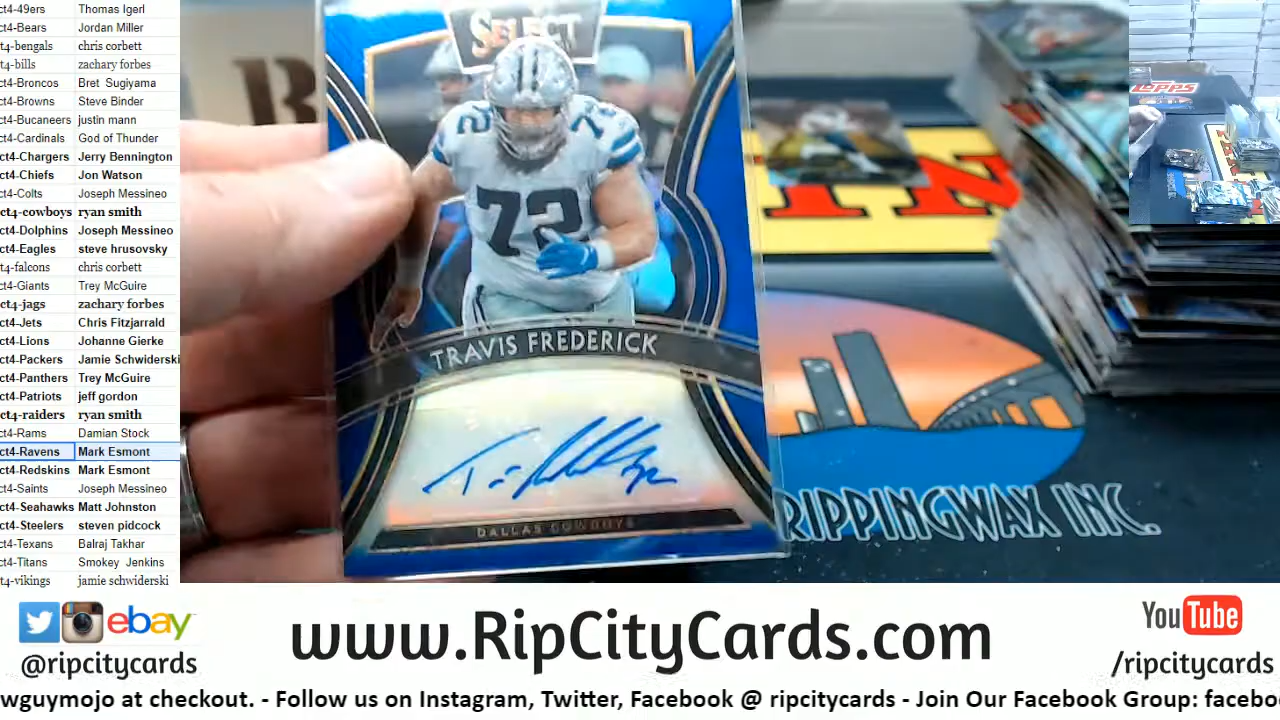 ct4-49ers Thomas Igerl
ct4-Bears Jordan Miller
ct4-bengals chris corbett
ct4-bills zachary forbes
ct4-Broncos Bret Sugiyama
ct4-Browns Steve Binder
ct4-Bucaneers justin mann
ct4-Cardinals God of Thunder
ct4-Chargers Jerry Bennington
ct4-Chiefs Jon Watson
ct4-Colts Joseph Messineo
ct4-cowboys ryan smith
ct4-Dolphins Joseph Messineo
ct4-Eagles steve hrusovsky
ct4-falcons chris corbett
ct4-Giants Trey McGuire
ct4-jags zachary forbes
ct4-Jets Chris Fitzjarrald
ct4-Lions Johanne Gierke
ct4-Packers Jamie Schwiderski
ct4-Panthers Trey McGuire
ct4-Patriots jeff gordon
ct4-raiders ryan smith
ct4-Rams Damian Stock
ct4-Ravens Mark Esmont
ct4-Redskins Mark Esmont
ct4-Saints Joseph Messineo
ct4-Seahawks Matt Johnston
ct4-Steelers steven pidcock
ct4-Texans Balraj Takhar
ct4-Titans Smokey Jenkins
ct4-vikings jamie schwiderski
SELECT
72
72
72
TRAVIS FREDERICK
DALLAS COWBOYS
B
IN
TOPPS
RIPPINGWAX INC.
ebay
@ripcitycards
www.RipCityCards.com
YouTube
/ripcitycards
wguymojo at checkout. - Follow us on Instagram, Twitter, Facebook @ ripcitycards - Join Our Facebook Group: facebo